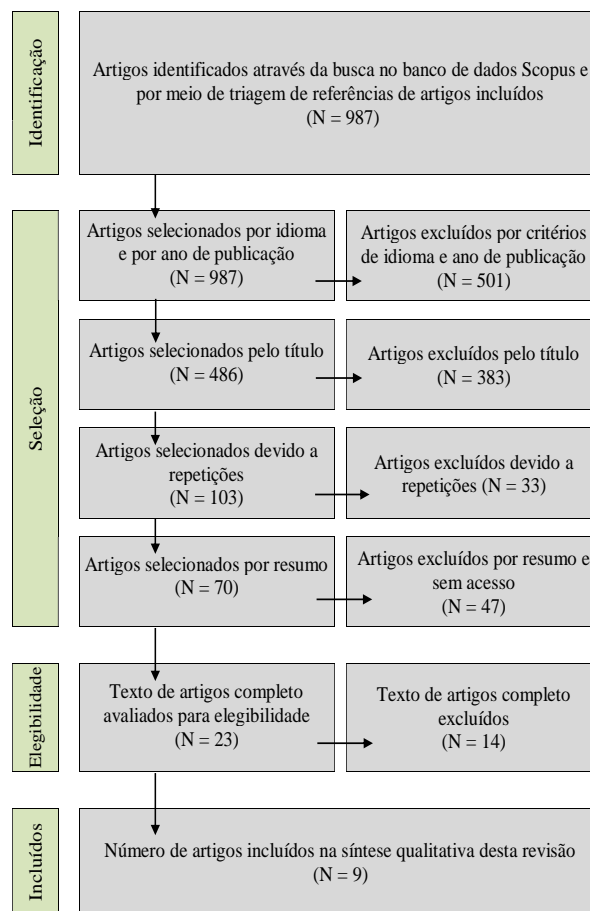 Identificação
Artigos identificados através da busca no banco de dados Scopus e
por meio de triagem de referências de artigos incluídos
(N = 987)
Seleção
Artigos selecionados por idioma
e por ano de publicação
(N = 987)
Artigos excluídos por critérios
de idioma e ano de publicação
(N = 501)
Artigos selecionados pelo título
(N = 486)
Artigos excluídos pelo título
(N = 383)
Artigos selecionados devido a
repetições
(N = 103)
Artigos excluídos devido a
repetições (N = 33)
Artigos selecionados por resumo
(N = 70)
Artigos excluídos por resumo e
sem acesso
(N = 47)
Elegibilidade
Texto de artigos completo
avaliados para elegibilidade
(N = 23)
Texto de artigos completo
excluídos
(N = 14)
Incluídos
Número de artigos incluídos na síntese qualitativa desta revisão
(N = 9)